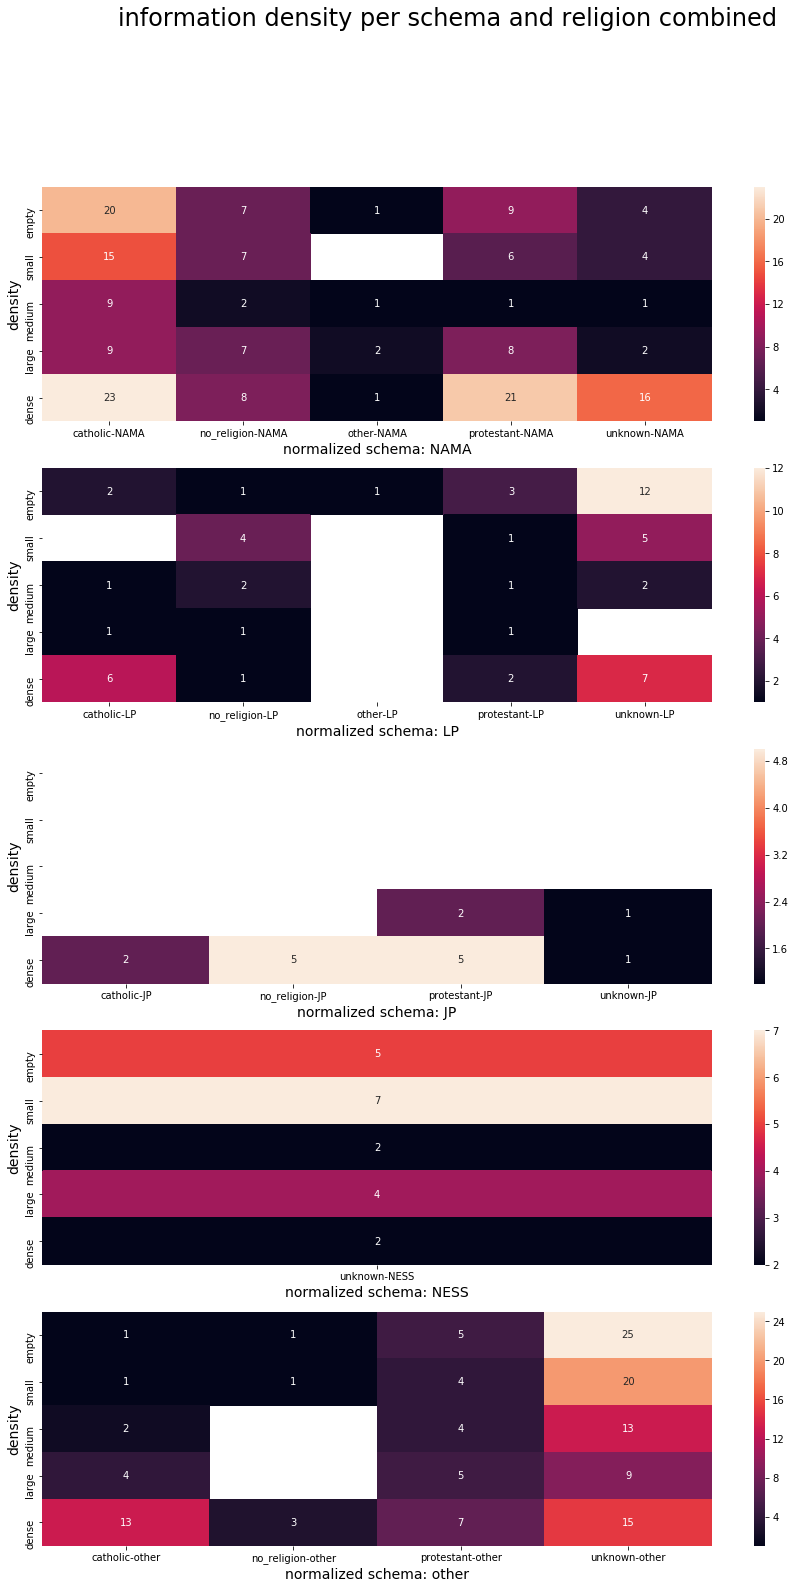 information density per schema and religion combined
density
empty 20 7 1 9 4
small 15 7 6 4
medium 9 2 1 1 1
large 9 7 2 8 2
dense 23 8 1 21 16
catholic-NAMA no_religion-NAMA other-NAMA protestant-NAMA unknown-NAMA
normalized schema: NAMA
20
16
12
8
4
density
empty 2 1 1 3 12
small 4 1 5
medium 1 2 1 2
large 1 1 1
dense 6 1 2 7
catholic-LP no_religion-LP other-LP protestant-LP unknown-LP
normalized schema: LP
12
10
8
6
4
2
density
empty
small
medium
large 2 1
dense 2 5 5 1
catholic-JP no_religion-JP protestant-JP unknown-JP
normalized schema: JP
4.8
4.0
3.2
2.4
1.6
density
empty 5
small 7
medium 2
large 4
dense 2
unknown-NESS
normalized schema: NESS
7
6
5
4
3
2
density
empty 1 1 5 25
small 1 1 4 20
medium 2 4 13
large 4 5 9
dense 13 3 7 15
catholic-other no_religion-other protestant-other unknown-other
normalized schema: other
24
20
16
12
8
4